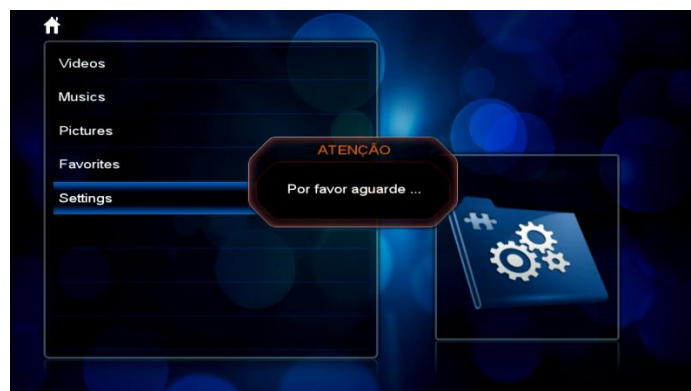 Videos
Musics
Pictures
Favorites
Settings
ATENÇÃO
Por favor aguarde ...